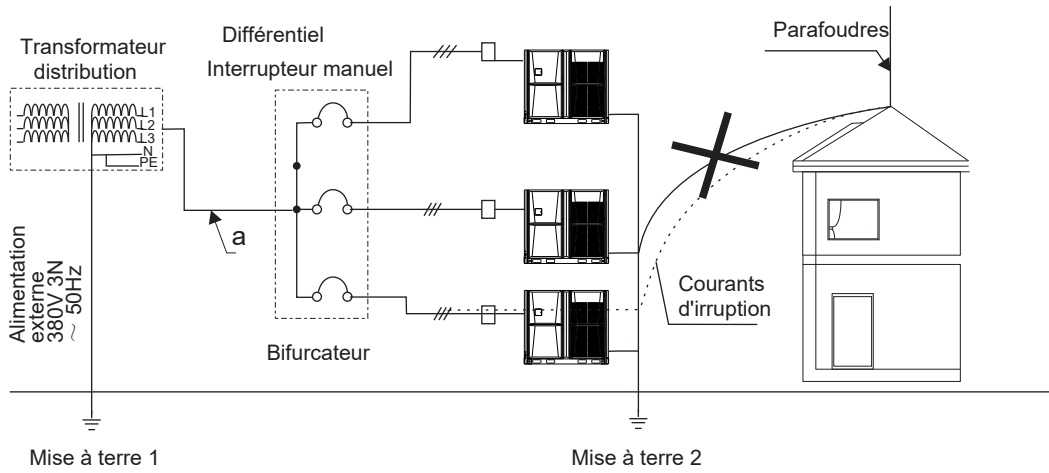 Transformateur
distribution
Différentiel
Interrupteur manuel
Parafoudres
L1
L2
L3
N
PE
a
Alimentation
externe
380V 3N
~ 50Hz
Courants
d'irruption
Bifurcateur
Mise à terre 1
Mise à terre 2